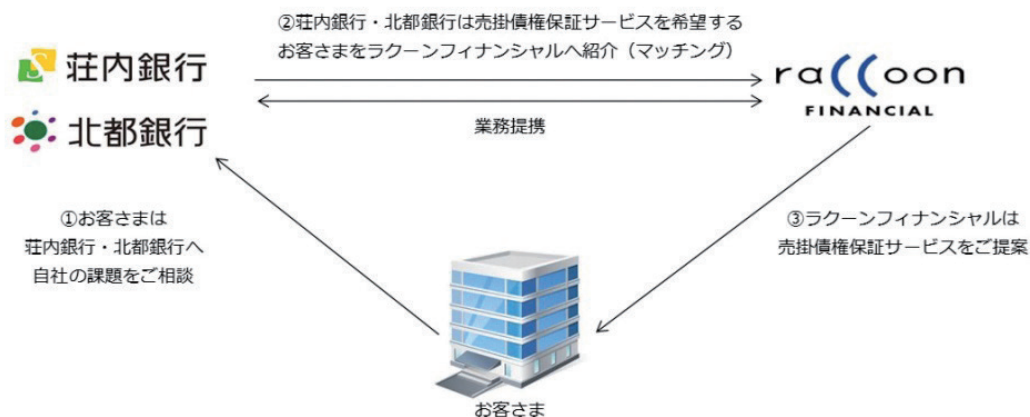 ②荘内銀行・北都銀行は売掛債権保証サービスを希望する
お客さまをラクーンフィナンシャルへ紹介（マッチング）
荘内銀行
北都銀行
raccoon
FINANCIAL
業務提携
①お客さまは
荘内銀行・北都銀行へ
自社の課題をご相談
③ラクーンフィナンシャルは
売掛債権保証サービスをご提案
お客さま